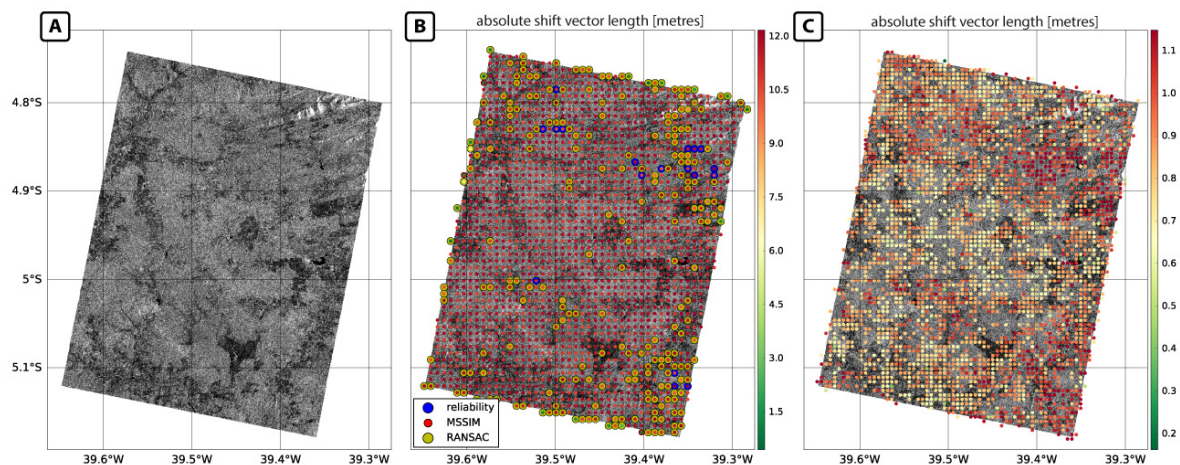 A
4.8°S
4.9°S
5°S
5.1°S
39.6°W
39.5°W
39.4°W
39.3°W
absolute shift vector length [metres]
B
12.0
10.5
9.0
7.5
6.0
4.5
3.0
1.5
reliability
MSSIM
RANSAC
39.6°W
39.5°W
39.4°W
39.3°W
absolute shift vector length [metres]
C
1.1
1.0
0.9
0.8
0.7
0.6
0.5
0.4
0.3
0.2
39.6°W
39.5°W
39.4°W
39.3°W